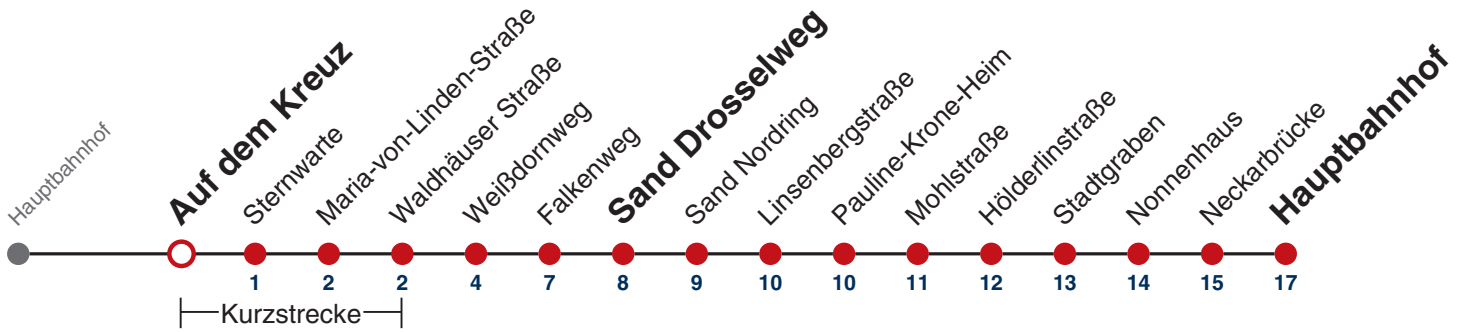 Hauptbahnhof
Auf dem Kreuz
Sternwarte
Maria-von-Linden-Straße
Waldhäuser Straße
Weißdornweg
Falkenweg
Sand Drosselweg
Sand Nordring
Linsenbergstraße
Pauline-Krone-Heim
Mohlstraße
Hölderlinstraße
Stadtgraben
Nonnenhaus
Neckarbrücke
Hauptbahnhof
1 2 2 4 7 8 9 10 10 11 12 13 14 15 17
Kurzstrecke